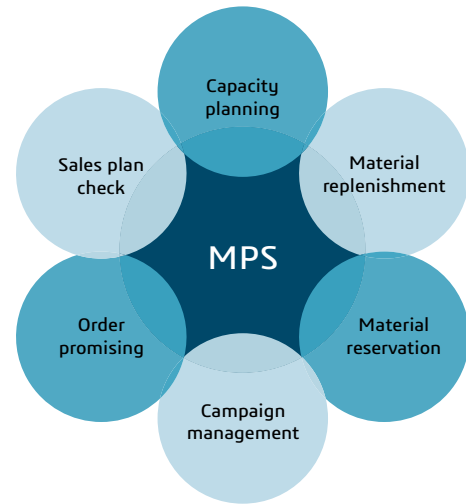 Capacity
planning
Sales plan
check
Material
replenishment
MPS
Order
promising
Material
reservation
Campaign
management